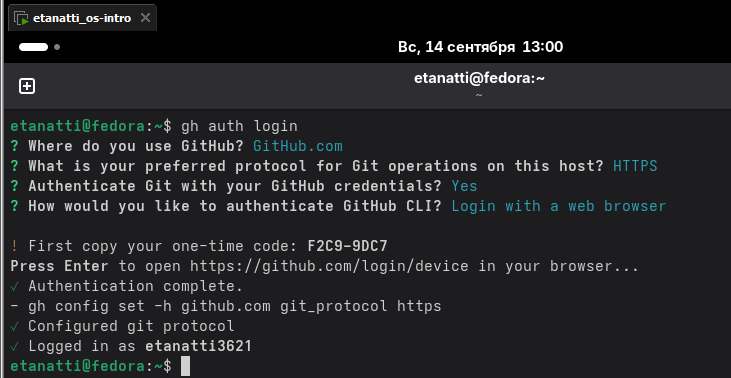 etanatti_os-intro
Вс, 14 сентября 13:00
etanatti@fedora:~
~
etanatti@fedora:~$ gh auth login
? Where do you use GitHub? GitHub.com
? What is your preferred protocol for Git operations on this host? HTTPS
? Authenticate Git with your GitHub credentials? Yes
? How would you like to authenticate GitHub CLI? Login with a web browser
! First copy your one-time code: F2C9-9DC7
Press Enter to open https://github.com/login/device in your browser...
✓ Authentication complete.
- gh config set -h github.com git_protocol https
✓ Configured git protocol
✓ Logged in as etanatti3621
etanatti@fedora:~$